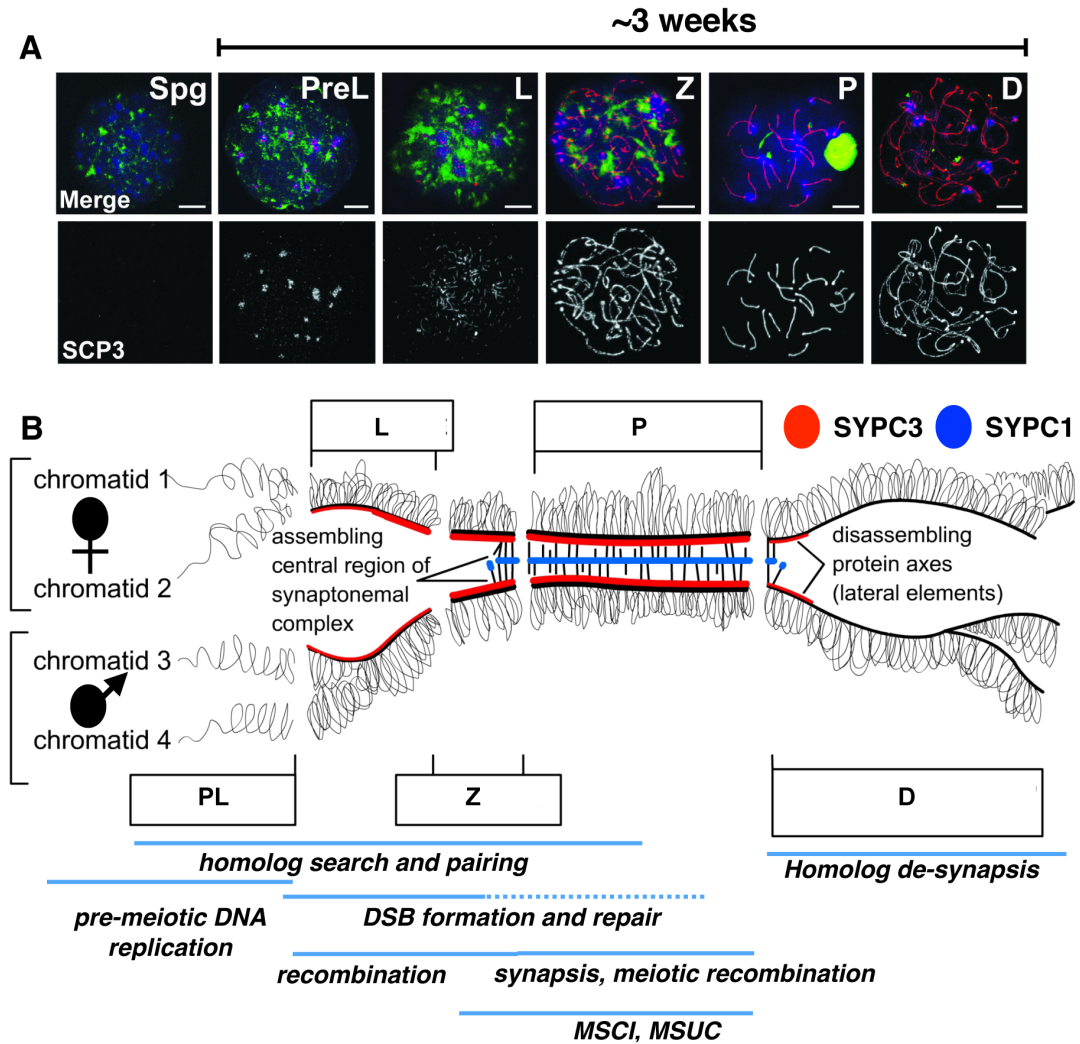 ~3 weeks
A
Spg
PreL
L
Z
P
D
Merge
SCP3
B
L
P
SYPC3
SYPC1
chromatid 1
chromatid 2
assembling
central region of
synaptonemal
complex
disassembling
protein axes
(lateral elements)
chromatid 3
chromatid 4
PL
Z
D
homolog search and pairing
Homolog de-synapsis
pre-meiotic DNA
replication
DSB formation and repair
recombination
synapsis, meiotic recombination
MSCI, MSUC